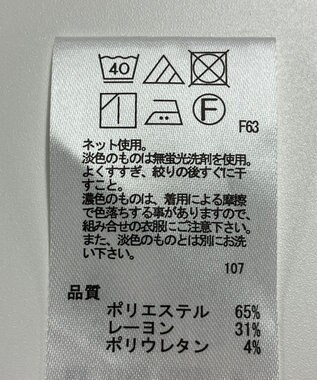 40
F
F63
ネット使用。
淡色のものは無蛍光洗剤を使用。
よくすすぎ、絞りの後すぐに干
すこと。
濃色のものは、着用による摩擦
で色落ちする事がありますので、
組み合せの衣服にご注意下さい。
また、淡色のものとは別にお洗
い下さい。
107
品質
ポリエステル 65%
レーヨン 31%
ポリウレタン 4%